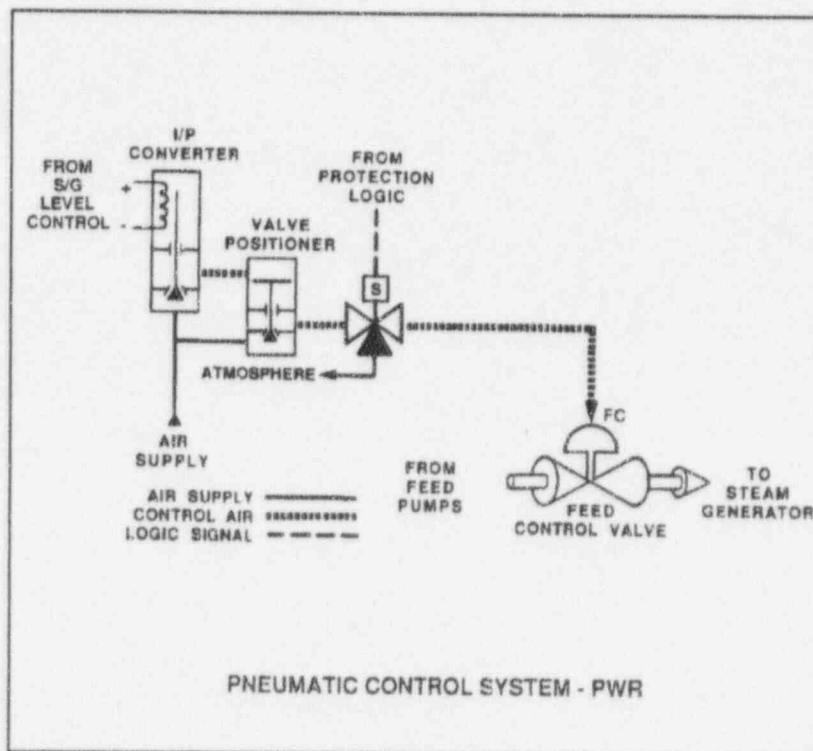 I/P
CONVERTER
FROM
S/G
LEVEL
CONTROL
+
-
VALVE
POSITIONER
FROM
PROTECTION
LOGIC
S
ATMOSPHERE
AIR
SUPPLY
FC
FROM
FEED
PUMPS
FEED
CONTROL VALVE
TO
STEAM
GENERATOR
AIR SUPPLY
CONTROL AIR
LOGIC SIGNAL
PNEUMATIC CONTROL SYSTEM - PWR